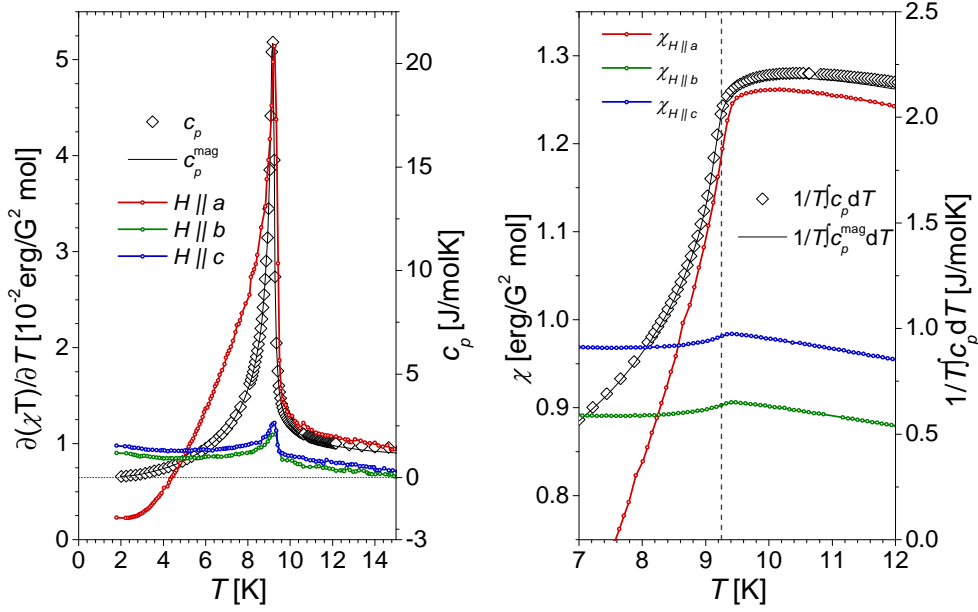 ∂(χT)/∂T [10⁻²erg/G² mol]
5
4
3
2
1
0
c_p
c_p^mag
H || a
H || b
H || c
20
15
10
5
0
-3
c_p [J/molK]
0 2 4 6 8 10 12 14
T [K]
χ [erg/G² mol]
1.3
1.2
1.1
1.0
0.9
0.8
χ_H || a
χ_H || b
χ_H || c
1/T∫c_p dT
1/T∫c_p^mag dT
2.5
2.0
1.5
1.0
0.5
0.0
1/T∫c_p dT [J/molK]
7 8 9 10 11 12
T [K]